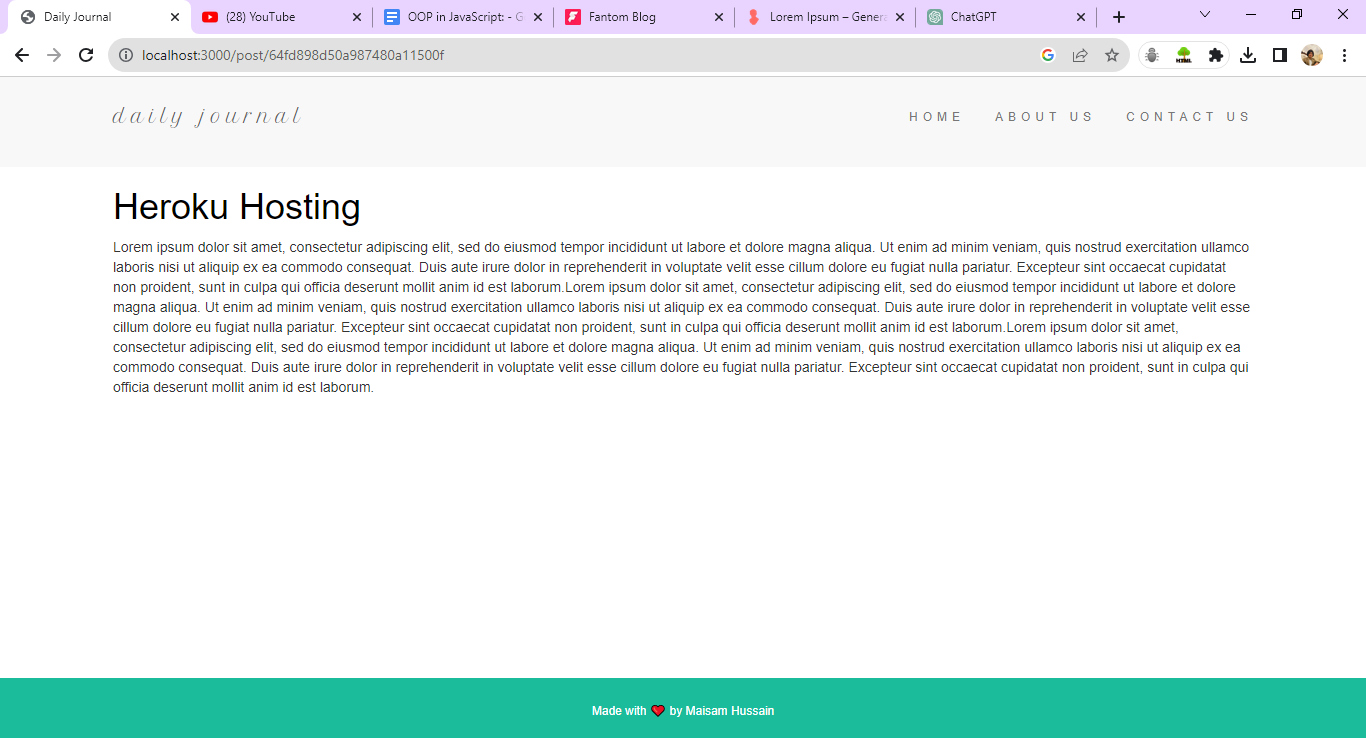 Daily Journal
(28) YouTube
OOP in JavaScript: - G
Fantom Blog
Lorem Ipsum – Genera
ChatGPT
localhost:3000/post/64fd898d50a987480a11500f
HTML
daily journal
HOME ABOUT US CONTACT US
Heroku Hosting
Lorem ipsum dolor sit amet, consectetur adipiscing elit, sed do eiusmod tempor incididunt ut labore et dolore magna aliqua. Ut enim ad minim veniam, quis nostrud exercitation ullamco
laboris nisi ut aliquip ex ea commodo consequat. Duis aute irure dolor in reprehenderit in voluptate velit esse cillum dolore eu fugiat nulla pariatur. Excepteur sint occaecat cupidatat
non proident, sunt in culpa qui officia deserunt mollit anim id est laborum.Lorem ipsum dolor sit amet, consectetur adipiscing elit, sed do eiusmod tempor incididunt ut labore et dolore
magna aliqua. Ut enim ad minim veniam, quis nostrud exercitation ullamco laboris nisi ut aliquip ex ea commodo consequat. Duis aute irure dolor in reprehenderit in voluptate velit esse
cillum dolore eu fugiat nulla pariatur. Excepteur sint occaecat cupidatat non proident, sunt in culpa qui officia deserunt mollit anim id est laborum.Lorem ipsum dolor sit amet,
consectetur adipiscing elit, sed do eiusmod tempor incididunt ut labore et dolore magna aliqua. Ut enim ad minim veniam, quis nostrud exercitation ullamco laboris nisi ut aliquip ex ea
commodo consequat. Duis aute irure dolor in reprehenderit in voluptate velit esse cillum dolore eu fugiat nulla pariatur. Excepteur sint occaecat cupidatat non proident, sunt in culpa qui
officia deserunt mollit anim id est laborum.
Made with ❤ by Maisam Hussain